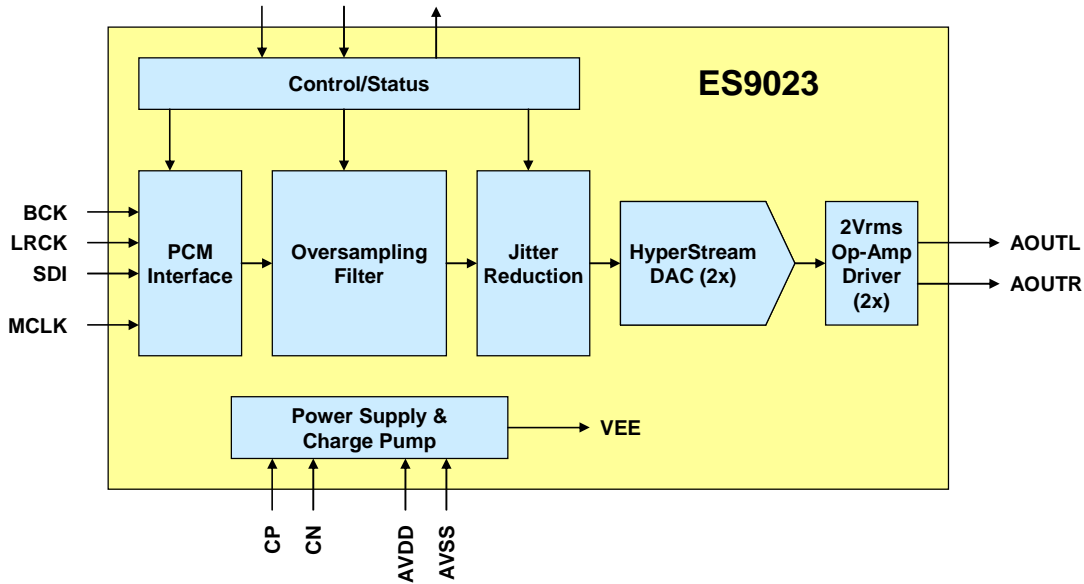 ES9023
Control/Status
BCK
LRCK
SDI
MCLK
PCM
Interface
Oversampling
Filter
Jitter
Reduction
HyperStream
DAC (2x)
2Vrms
Op-Amp
Driver
(2x)
AOUTL
AOUTR
Power Supply &
Charge Pump
VEE
CP
CN
AVDD
AVSS